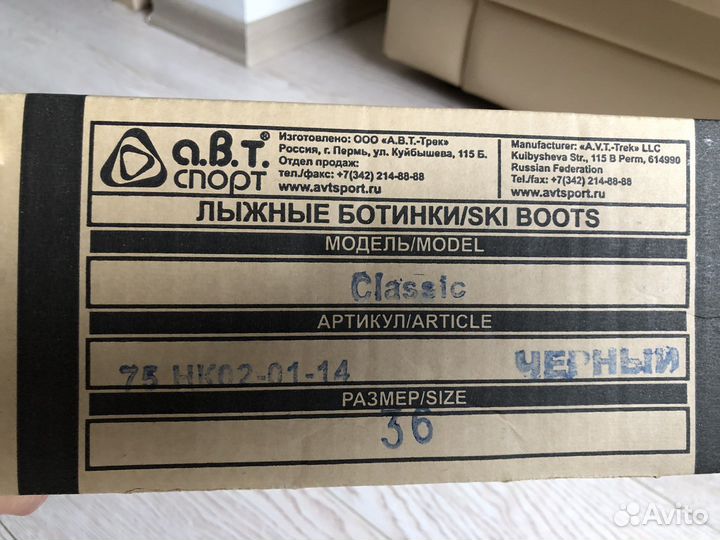 а.в.т.®
спорт
Изготовлено: ООО «А.В.Т.-Трек»
Россия, г. Пермь, ул. Куйбышева, 115 Б.
Отдел продаж:
тел./факс: +7(342) 214-88-88
www.avtsport.ru
Manufacturer: «A.V.T.-Trek» LLC
Kuibysheva Str., 115 B Perm, 614990
Russian Federation
Tel./fax: +7(342) 214-88-88
www.avtsport.ru
ЛЫЖНЫЕ БОТИНКИ/SKI BOOTS
МОДЕЛЬ/MODEL
Classic
АРТИКУЛ/ARTICLE
75 НК02-01-14 ЧЕРНЫЙ
РАЗМЕР/SIZE
36
Avito